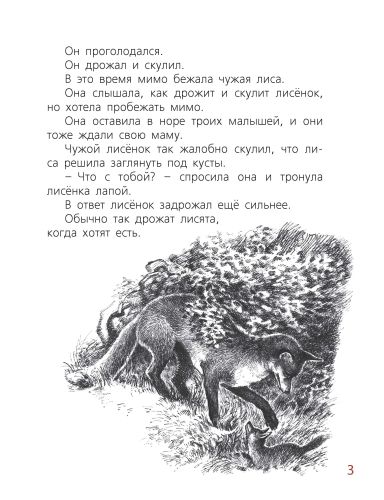 Он проголодался.
Он дрожал и скулил.
В это время мимо бежала чужая лиса.
Она слышала, как дрожит и скулит лисёнок,
но хотела пробежать мимо.
Она оставила в норе троих малышей, и они
тоже ждали свою маму.
Чужой лисёнок так жалобно скулил, что ли-
са решила заглянуть под кусты.
– Что с тобой? – спросила она и тронула
лисёнка лапой.
В ответ лисёнок задрожал ещё сильнее.
Обычно так дрожат лисята,
когда хотят есть.
3